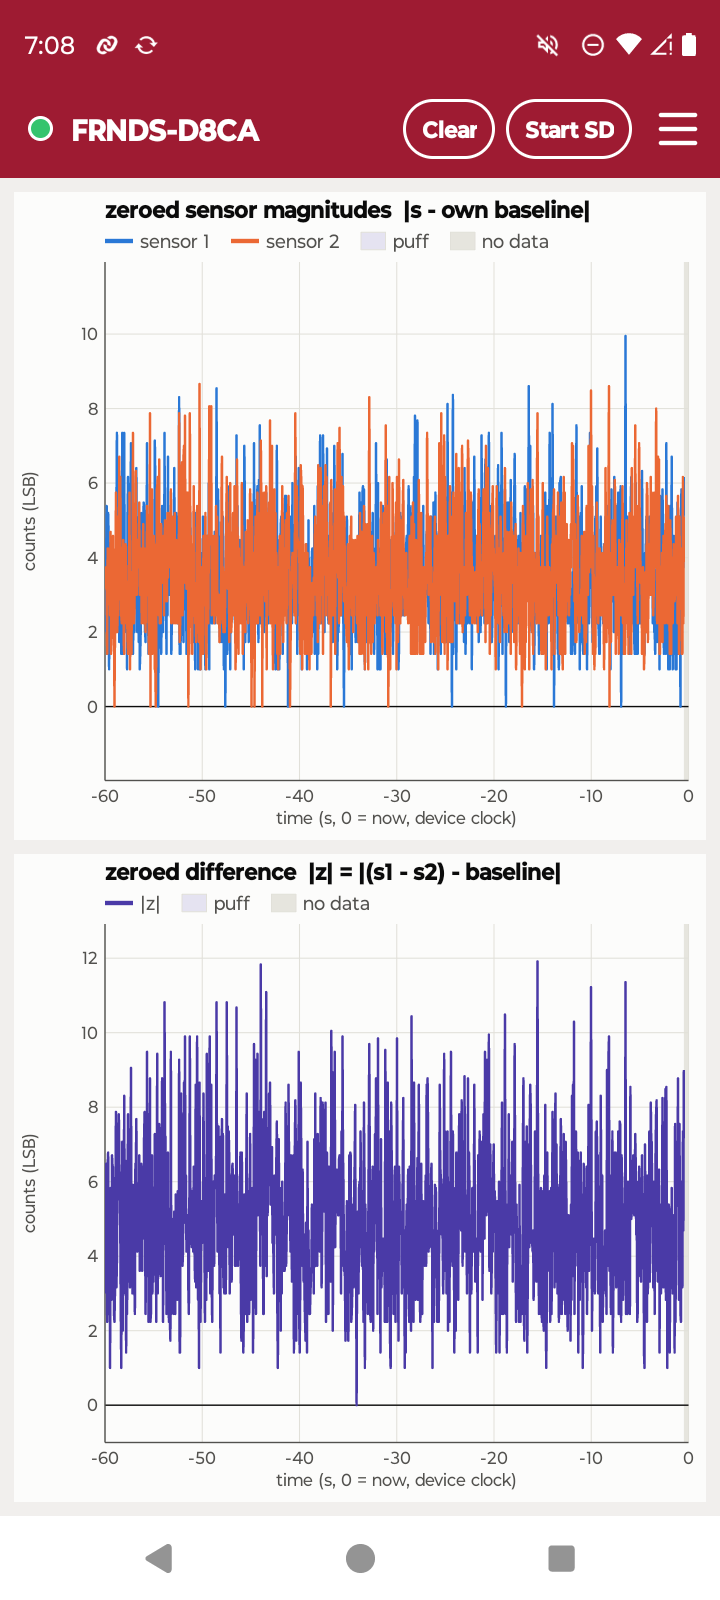 7:08
FRNDS-D8CA
Clear
Start SD
zeroed sensor magnitudes |s - own baseline|
sensor 1
sensor 2
puff
no data
10
8
6
4
2
0
counts (LSB)
-60
-50
-40
-30
-20
-10
0
time (s, 0 = now, device clock)
zeroed difference |z| = |(s1 - s2) - baseline|
|z|
puff
no data
12
10
8
6
4
2
0
counts (LSB)
-60
-50
-40
-30
-20
-10
0
time (s, 0 = now, device clock)